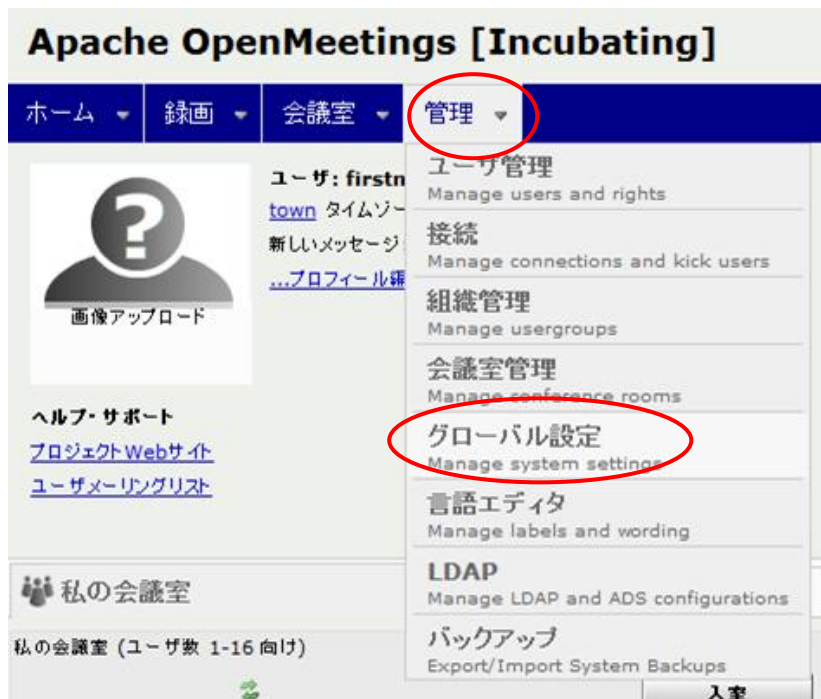 Apache OpenMeetings [Incubating]
ホーム 録画 会議室 管理
ユーザ管理
Manage users and rights
接続
Manage connections and kick users
組織管理
Manage usergroups
会議室管理
Manage conference rooms
グローバル設定
Manage system settings
言語エディタ
Manage labels and wording
LDAP
Manage LDAP and ADS configurations
バックアップ
Export/Import System Backups
ユーザ: firstn
town タイムゾー
新しいメッセージ
...プロフィール編
画像アップロード
ヘルプ・サポート
プロジェクトWebサイト
ユーザメーリングリスト
私の会議室
私の会議室 (ユーザ数 1-16 向け)
入室